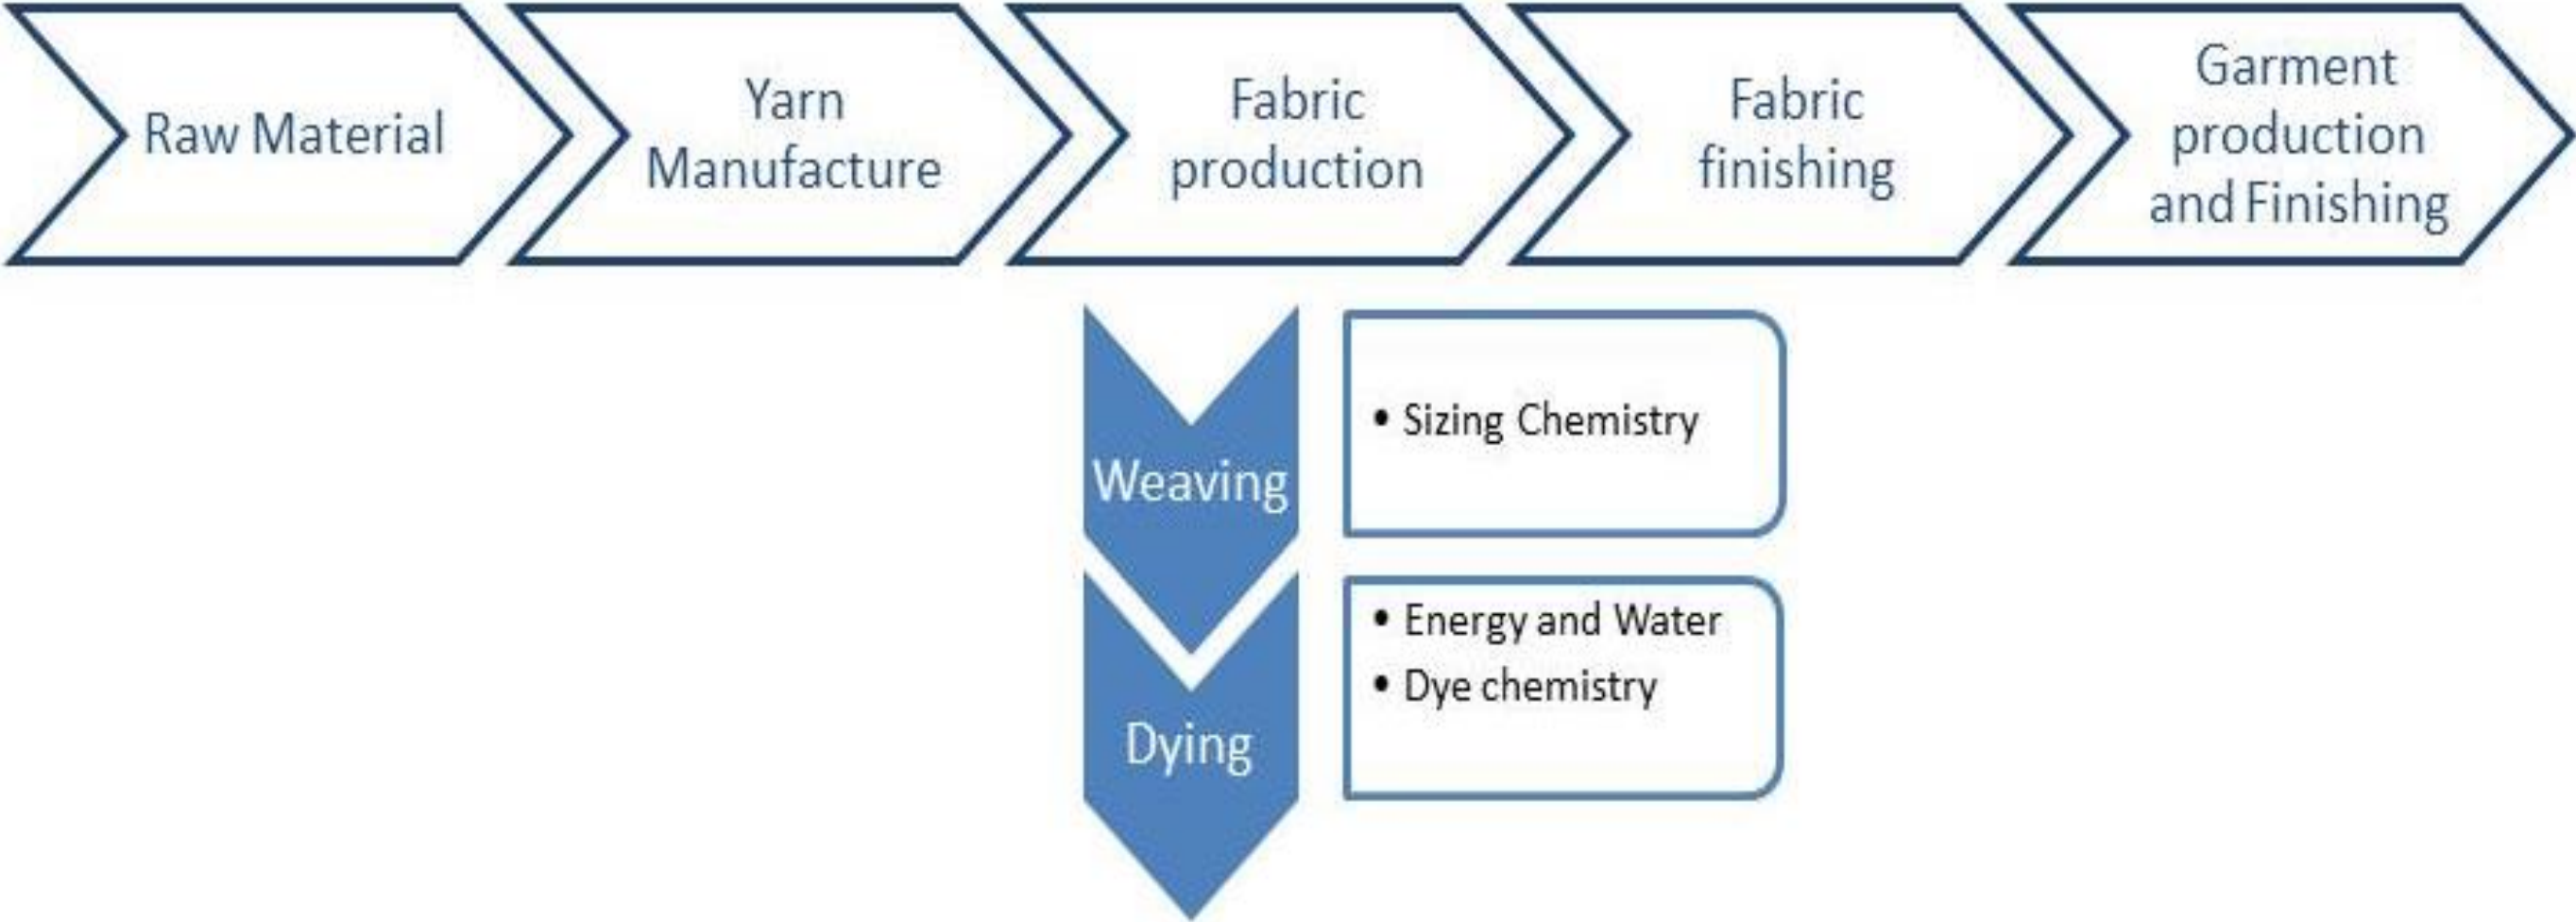 Raw Material
Yarn
Manufacture
Fabric
production
Fabric
finishing
Garment
production
and Finishing
Weaving
• Sizing Chemistry
Dying
• Energy and Water
• Dye chemistry